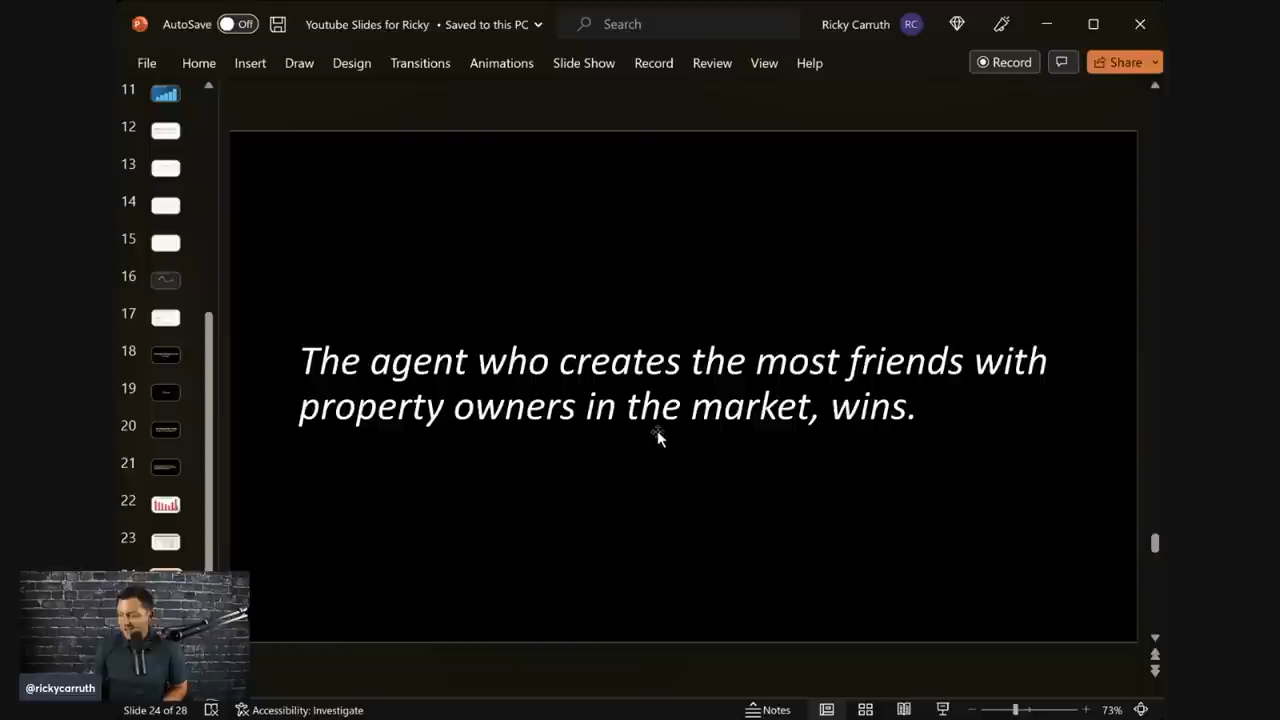 AutoSave Off Youtube Slides for Ricky • Saved to this PC Search Ricky Carruth RC
File Home Insert Draw Design Transitions Animations Slide Show Record Review View Help Record Share
11
12
13
14
15
16
17
18
19
20
21
22
23
The agent who creates the most friends with
property owners in the market, wins.
@rickycarruth
Slide 24 of 28 Accessibility: Investigate Notes 73%